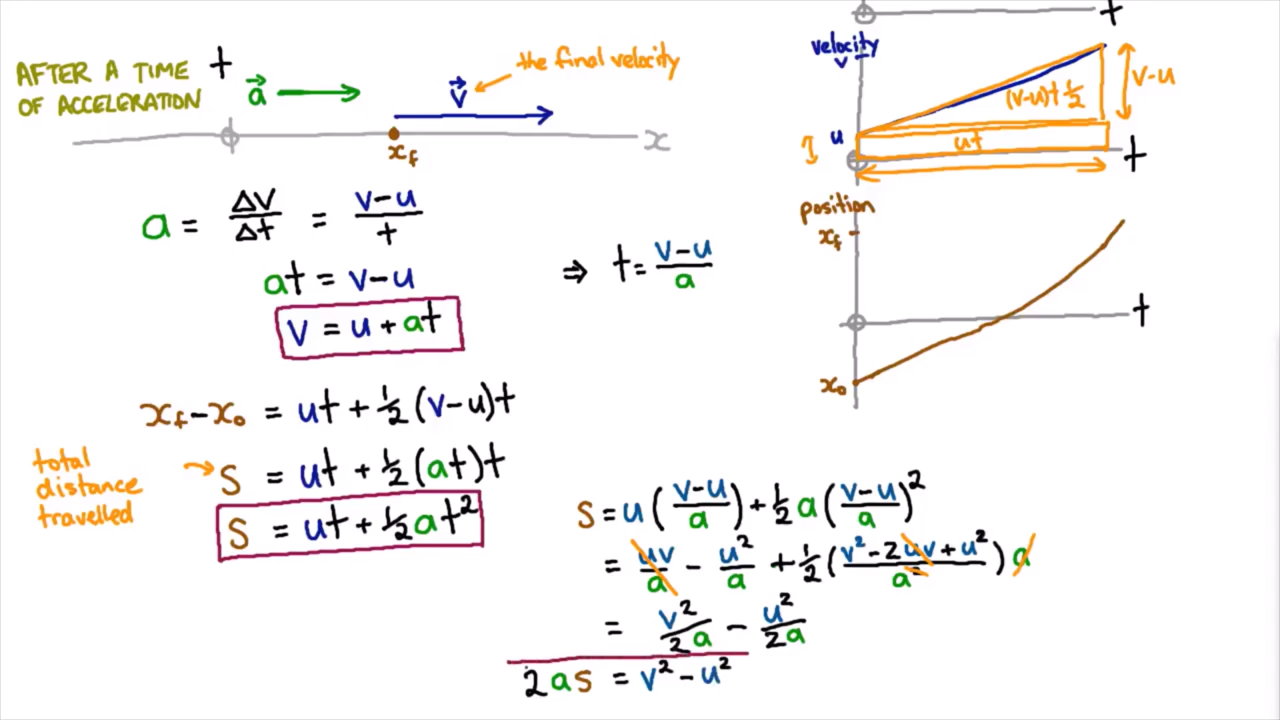 AFTER A TIME t
OF ACCELERATION
a⃗
v⃗
the final velocity
x_f
x
a = Δv/Δt = (v-u)/t
at = v-u
⇒ t = (v-u)/a
v = u + at
x_f - x_0 = ut + ½(v-u)t
total
distance
travelled
s = ut + ½(at)t
s = ut + ½at²
t
velocity
v
(v-u)t ½
v-u
u
ut
t
position
x_f
t
x_0
s = u((v-u)/a) + ½a((v-u)/a)²
= uv/a - u²/a + ½((v²-2uv+u²)/a²)a
= v²/2a - u²/2a
2as = v² - u²